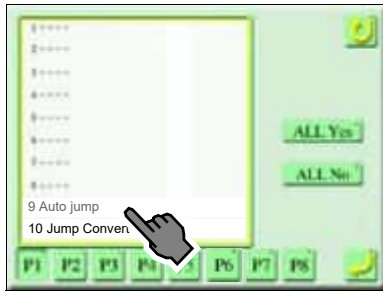 1 -----
2 -----
3 -----
4 -----
5 -----
6 -----
7 -----
8 -----
9 Auto jump
10 Jump Conven
ALL Yes
ALL No
P1 P2 P3 P4 P6 P7 P8